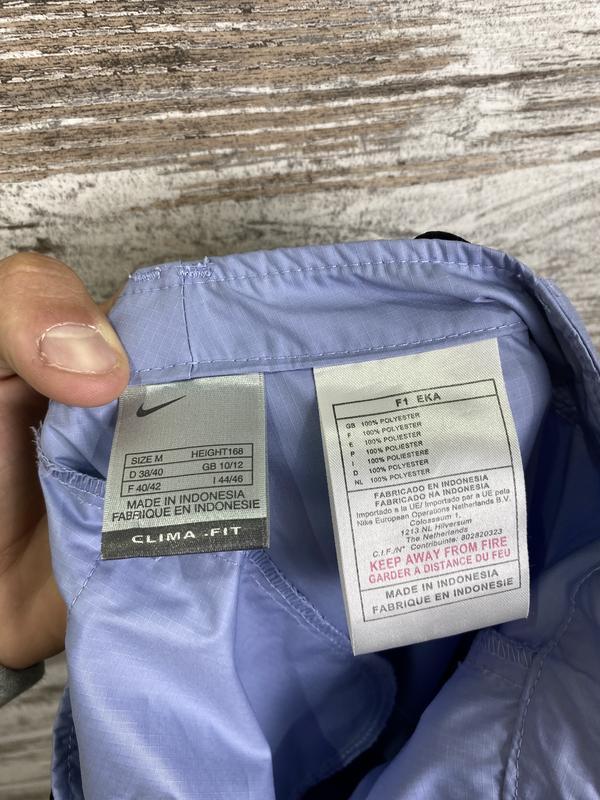 SIZE M HEIGHT168
D 38/40 GB 10/12
F 40/42 I 44/46
MADE IN INDONESIA
FABRIQUE EN INDONESIE
CLIMA .FIT
F1 EKA
GB 100% POLYESTER
F 100% POLYESTER
E 100% POLYESTER
P 100% POLIESTER
I 100% POLIESTERE
D 100% POLYESTER
NL 100% POLYESTER
FABRICADO EN INDONESIA
FABRICADO NA INDONESIA
Importado a la UE/ Importado par a UE pela
Nike European Operations Netherlands B.V.
Colosseum 1,
1213 NL Hilversum
The Netherlands
C.I.F./N° Contribuinte: 802820323
KEEP AWAY FROM FIRE
GARDER A DISTANCE DU FEU
MADE IN INDONESIA
FABRIQUE EN INDONESIE